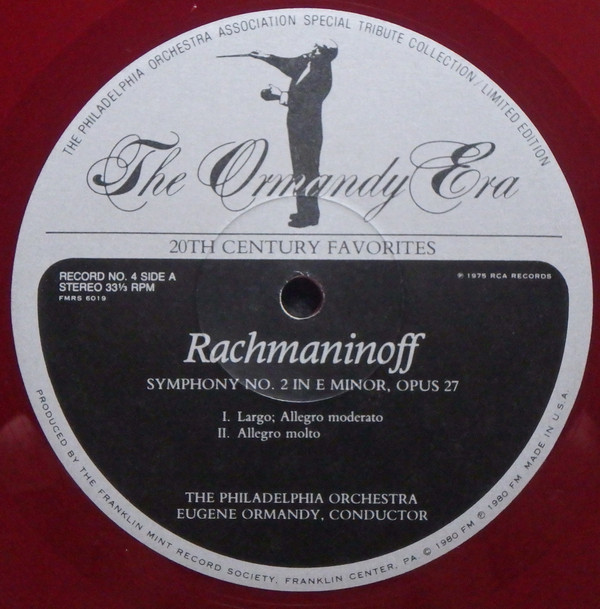 THE PHILADELPHIA ORCHESTRA ASSOCIATION SPECIAL TRIBUTE COLLECTION/LIMITED EDITION
The Ormandy Era
20TH CENTURY FAVORITES
RECORD NO. 4 SIDE A
STEREO 33⅓ RPM
FMRS 6019
℗ 1975 RCA RECORDS
Rachmaninoff
SYMPHONY NO. 2 IN E MINOR, OPUS 27
I. Largo; Allegro moderato
II. Allegro molto
THE PHILADELPHIA ORCHESTRA
EUGENE ORMANDY, CONDUCTOR
PRODUCED BY THE FRANKLIN MINT RECORD SOCIETY, FRANKLIN CENTER, PA. © 1980 FM ℗ 1980 FM MADE IN U.S.A.